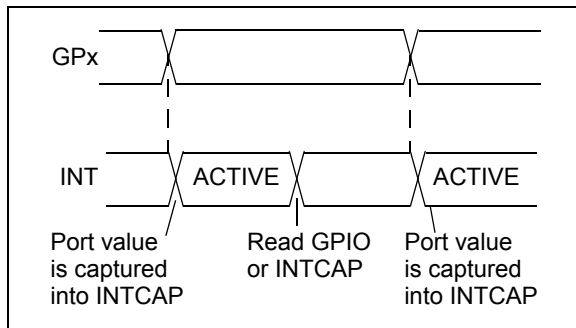 GPx
INT
ACTIVE
ACTIVE
Port value
is captured
into INTCAP
Read GPIO
or INTCAP
Port value
is captured
into INTCAP